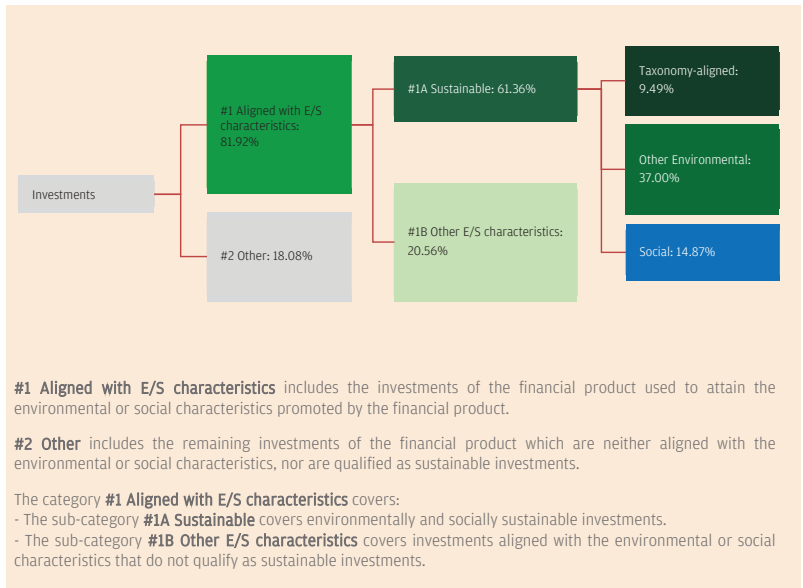 Investments
#1 Aligned with E/S
characteristics:
81.92%
#2 Other: 18.08%
#1A Sustainable: 61.36%
#1B Other E/S characteristics:
20.56%
Taxonomy-aligned:
9.49%
Other Environmental:
37.00%
Social: 14.87%
#1 Aligned with E/S characteristics includes the investments of the financial product used to attain the
environmental or social characteristics promoted by the financial product.
#2 Other includes the remaining investments of the financial product which are neither aligned with the
environmental or social characteristics, nor are qualified as sustainable investments.
The category #1 Aligned with E/S characteristics covers:
- The sub-category #1A Sustainable covers environmentally and socially sustainable investments.
- The sub-category #1B Other E/S characteristics covers investments aligned with the environmental or social
characteristics that do not qualify as sustainable investments.